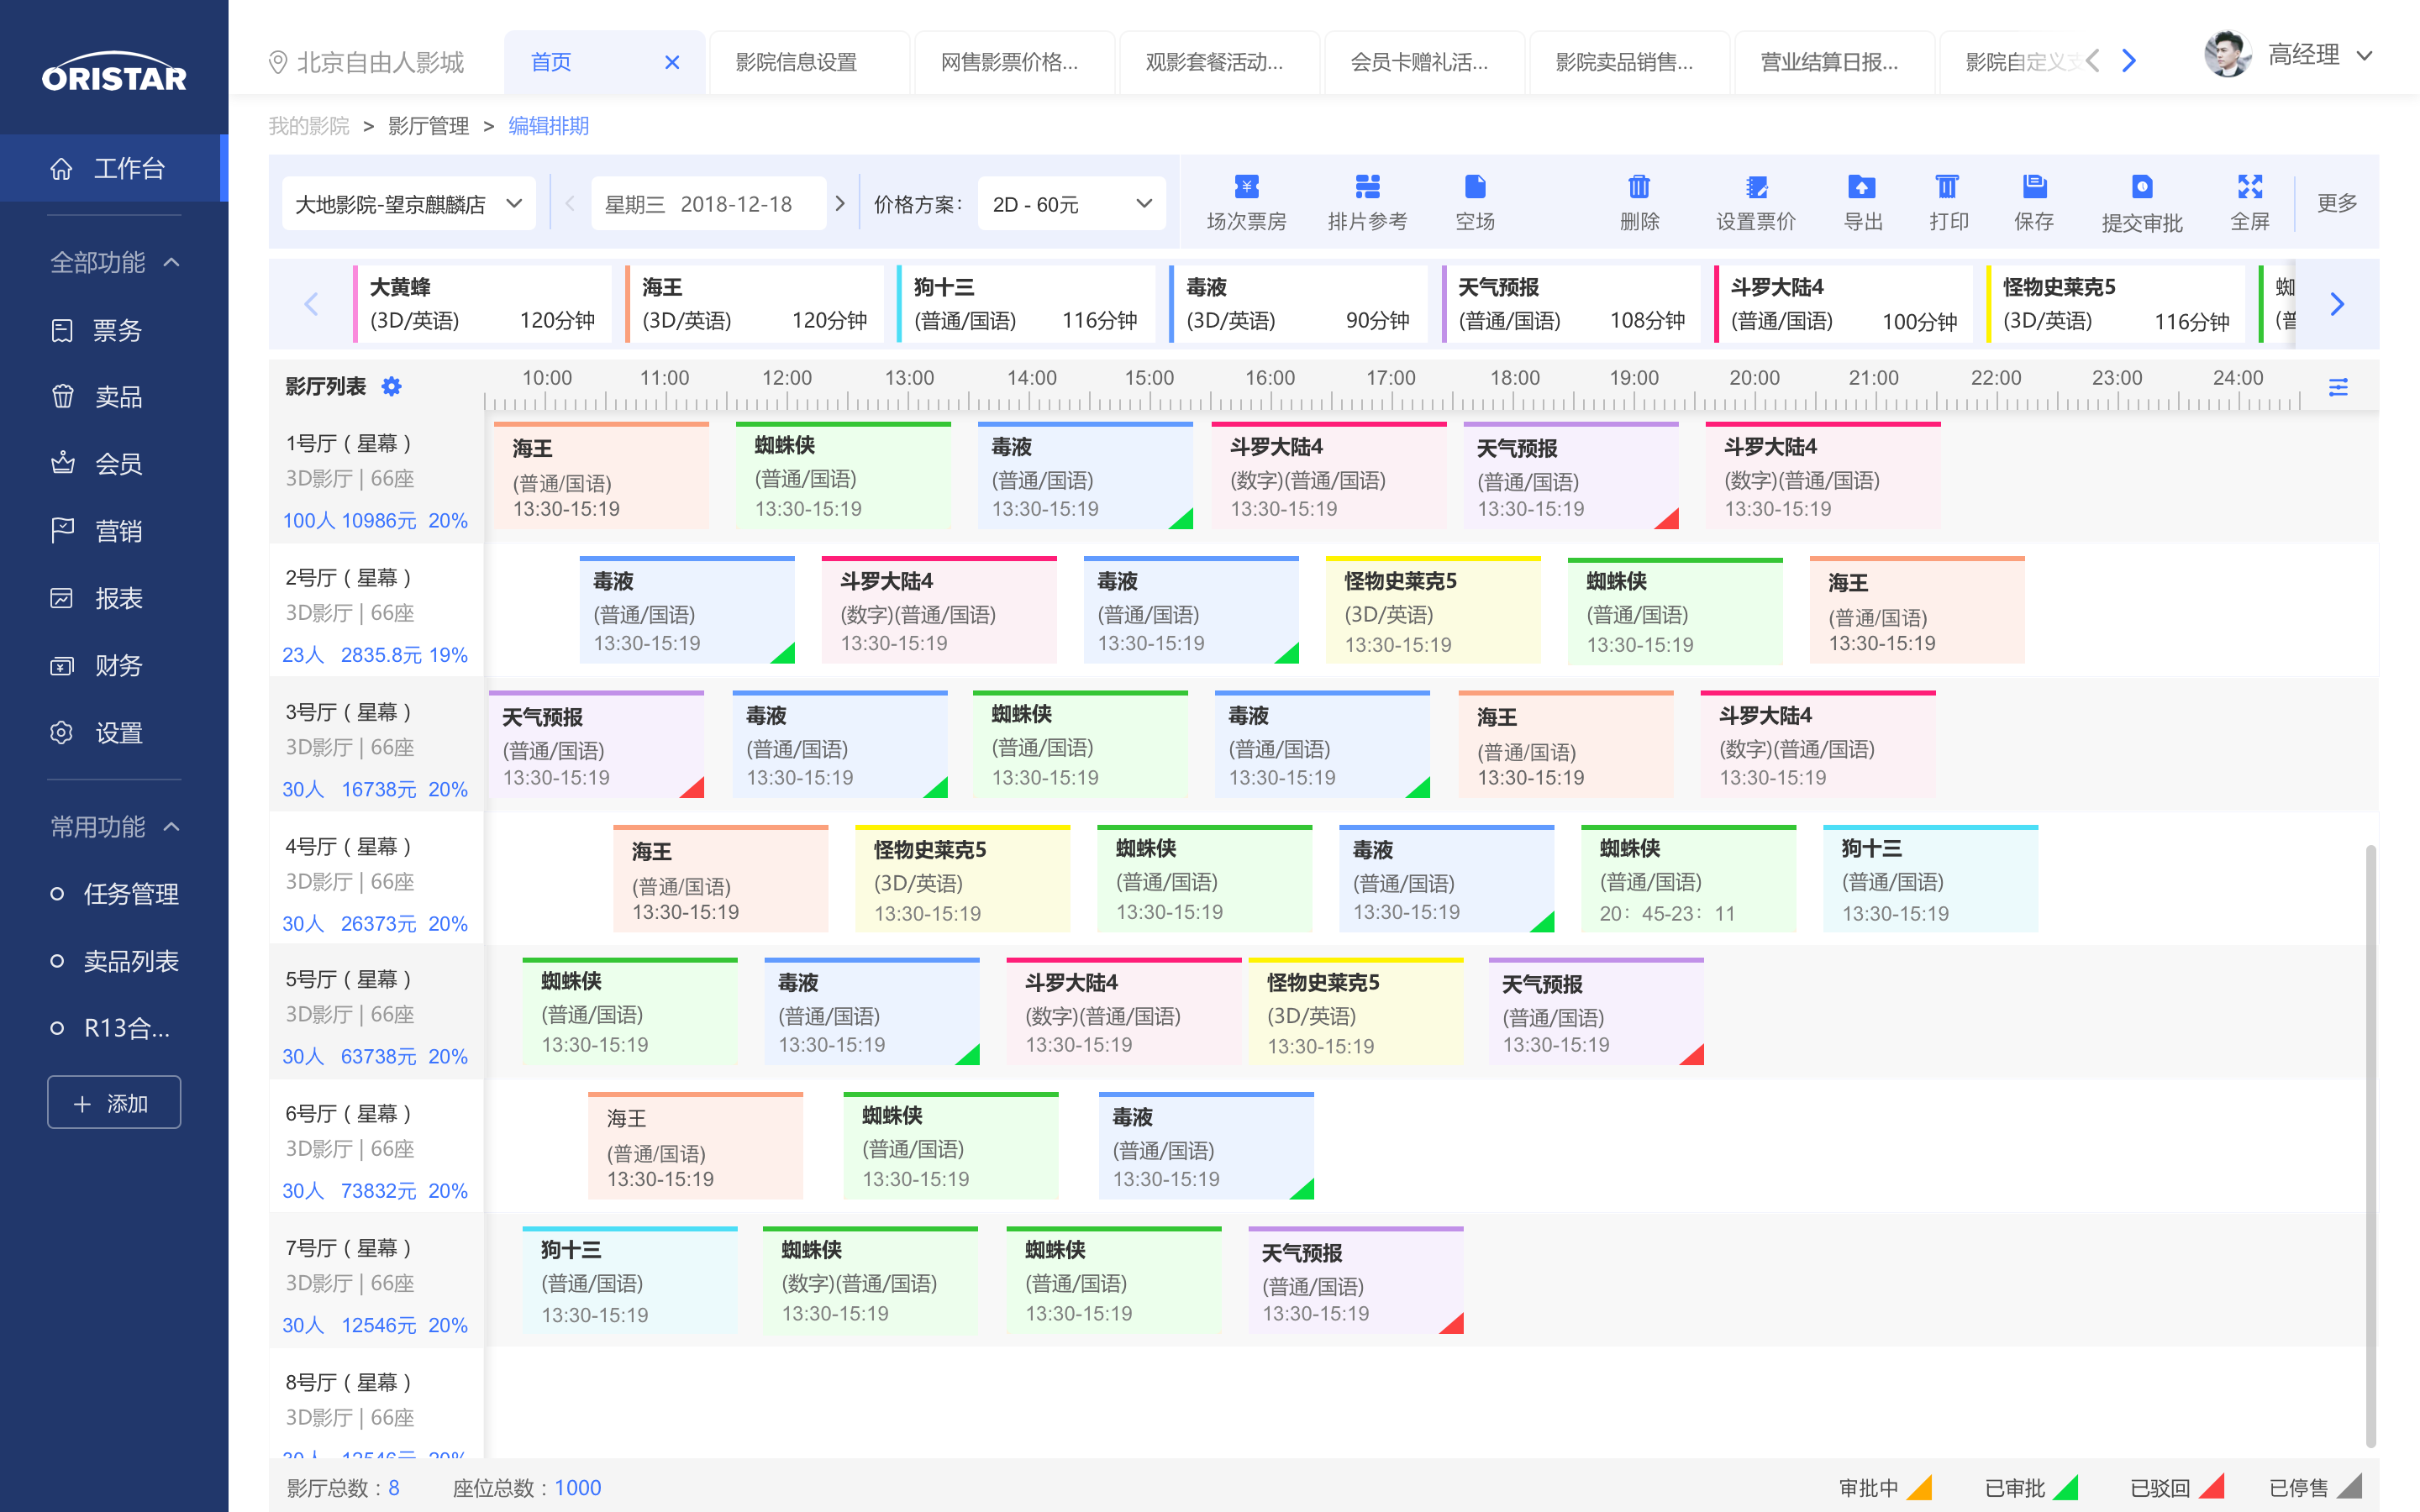 ORISTAR
工作台
全部功能
票务
卖品
会员
营销
报表
财务
设置
常用功能
任务管理
卖品列表
R13合...
添加
北京自由人影城
首页
影院信息设置
网售影票价格...
观影套餐活动...
会员卡赠礼活...
影院卖品销售...
营业结算日报...
影院自定义支
高经理
我的影院 > 影厅管理 > 编辑排期
大地影院-望京麒麟店
星期三 2018-12-18
价格方案：
2D - 60元
场次票房
排片参考
空场
删除
设置票价
导出
打印
保存
提交审批
全屏
更多
大黄蜂
(3D/英语) 120分钟
海王
(3D/英语) 120分钟
狗十三
(普通/国语) 116分钟
毒液
(3D/英语) 90分钟
天气预报
(普通/国语) 108分钟
斗罗大陆4
(普通/国语) 100分钟
怪物史莱克5
(3D/英语) 116分钟
蜘
(普
影厅列表
10:00 11:00 12:00 13:00 14:00 15:00 16:00 17:00 18:00 19:00 20:00 21:00 22:00 23:00 24:00
1号厅 ( 星幕 )
3D影厅 | 66座
100人 10986元 20%
海王
(普通/国语)
13:30-15:19
蜘蛛侠
(普通/国语)
13:30-15:19
毒液
(普通/国语)
13:30-15:19
斗罗大陆4
(数字)(普通/国语)
13:30-15:19
天气预报
(普通/国语)
13:30-15:19
斗罗大陆4
(数字)(普通/国语)
13:30-15:19
2号厅 ( 星幕 )
3D影厅 | 66座
23人 2835.8元 19%
毒液
(普通/国语)
13:30-15:19
斗罗大陆4
(数字)(普通/国语)
13:30-15:19
毒液
(普通/国语)
13:30-15:19
怪物史莱克5
(3D/英语)
13:30-15:19
蜘蛛侠
(普通/国语)
13:30-15:19
海王
(普通/国语)
13:30-15:19
3号厅 ( 星幕 )
3D影厅 | 66座
30人 16738元 20%
天气预报
(普通/国语)
13:30-15:19
毒液
(普通/国语)
13:30-15:19
蜘蛛侠
(普通/国语)
13:30-15:19
毒液
(普通/国语)
13:30-15:19
海王
(普通/国语)
13:30-15:19
斗罗大陆4
(数字)(普通/国语)
13:30-15:19
4号厅 ( 星幕 )
3D影厅 | 66座
30人 26373元 20%
海王
(普通/国语)
13:30-15:19
怪物史莱克5
(3D/英语)
13:30-15:19
蜘蛛侠
(普通/国语)
13:30-15:19
毒液
(普通/国语)
13:30-15:19
蜘蛛侠
(普通/国语)
20：45-23：11
狗十三
(普通/国语)
13:30-15:19
5号厅 ( 星幕 )
3D影厅 | 66座
30人 63738元 20%
蜘蛛侠
(普通/国语)
13:30-15:19
毒液
(普通/国语)
13:30-15:19
斗罗大陆4
(数字)(普通/国语)
13:30-15:19
怪物史莱克5
(3D/英语)
13:30-15:19
天气预报
(普通/国语)
13:30-15:19
6号厅 ( 星幕 )
3D影厅 | 66座
30人 73832元 20%
海王
(普通/国语)
13:30-15:19
蜘蛛侠
(普通/国语)
13:30-15:19
毒液
(普通/国语)
13:30-15:19
7号厅 ( 星幕 )
3D影厅 | 66座
30人 12546元 20%
狗十三
(普通/国语)
13:30-15:19
蜘蛛侠
(数字)(普通/国语)
13:30-15:19
蜘蛛侠
(普通/国语)
13:30-15:19
天气预报
(普通/国语)
13:30-15:19
8号厅 ( 星幕 )
3D影厅 | 66座
30人 12546元 20%
影厅总数 : 8 座位总数 : 1000
审批中
已审批
已驳回
已停售